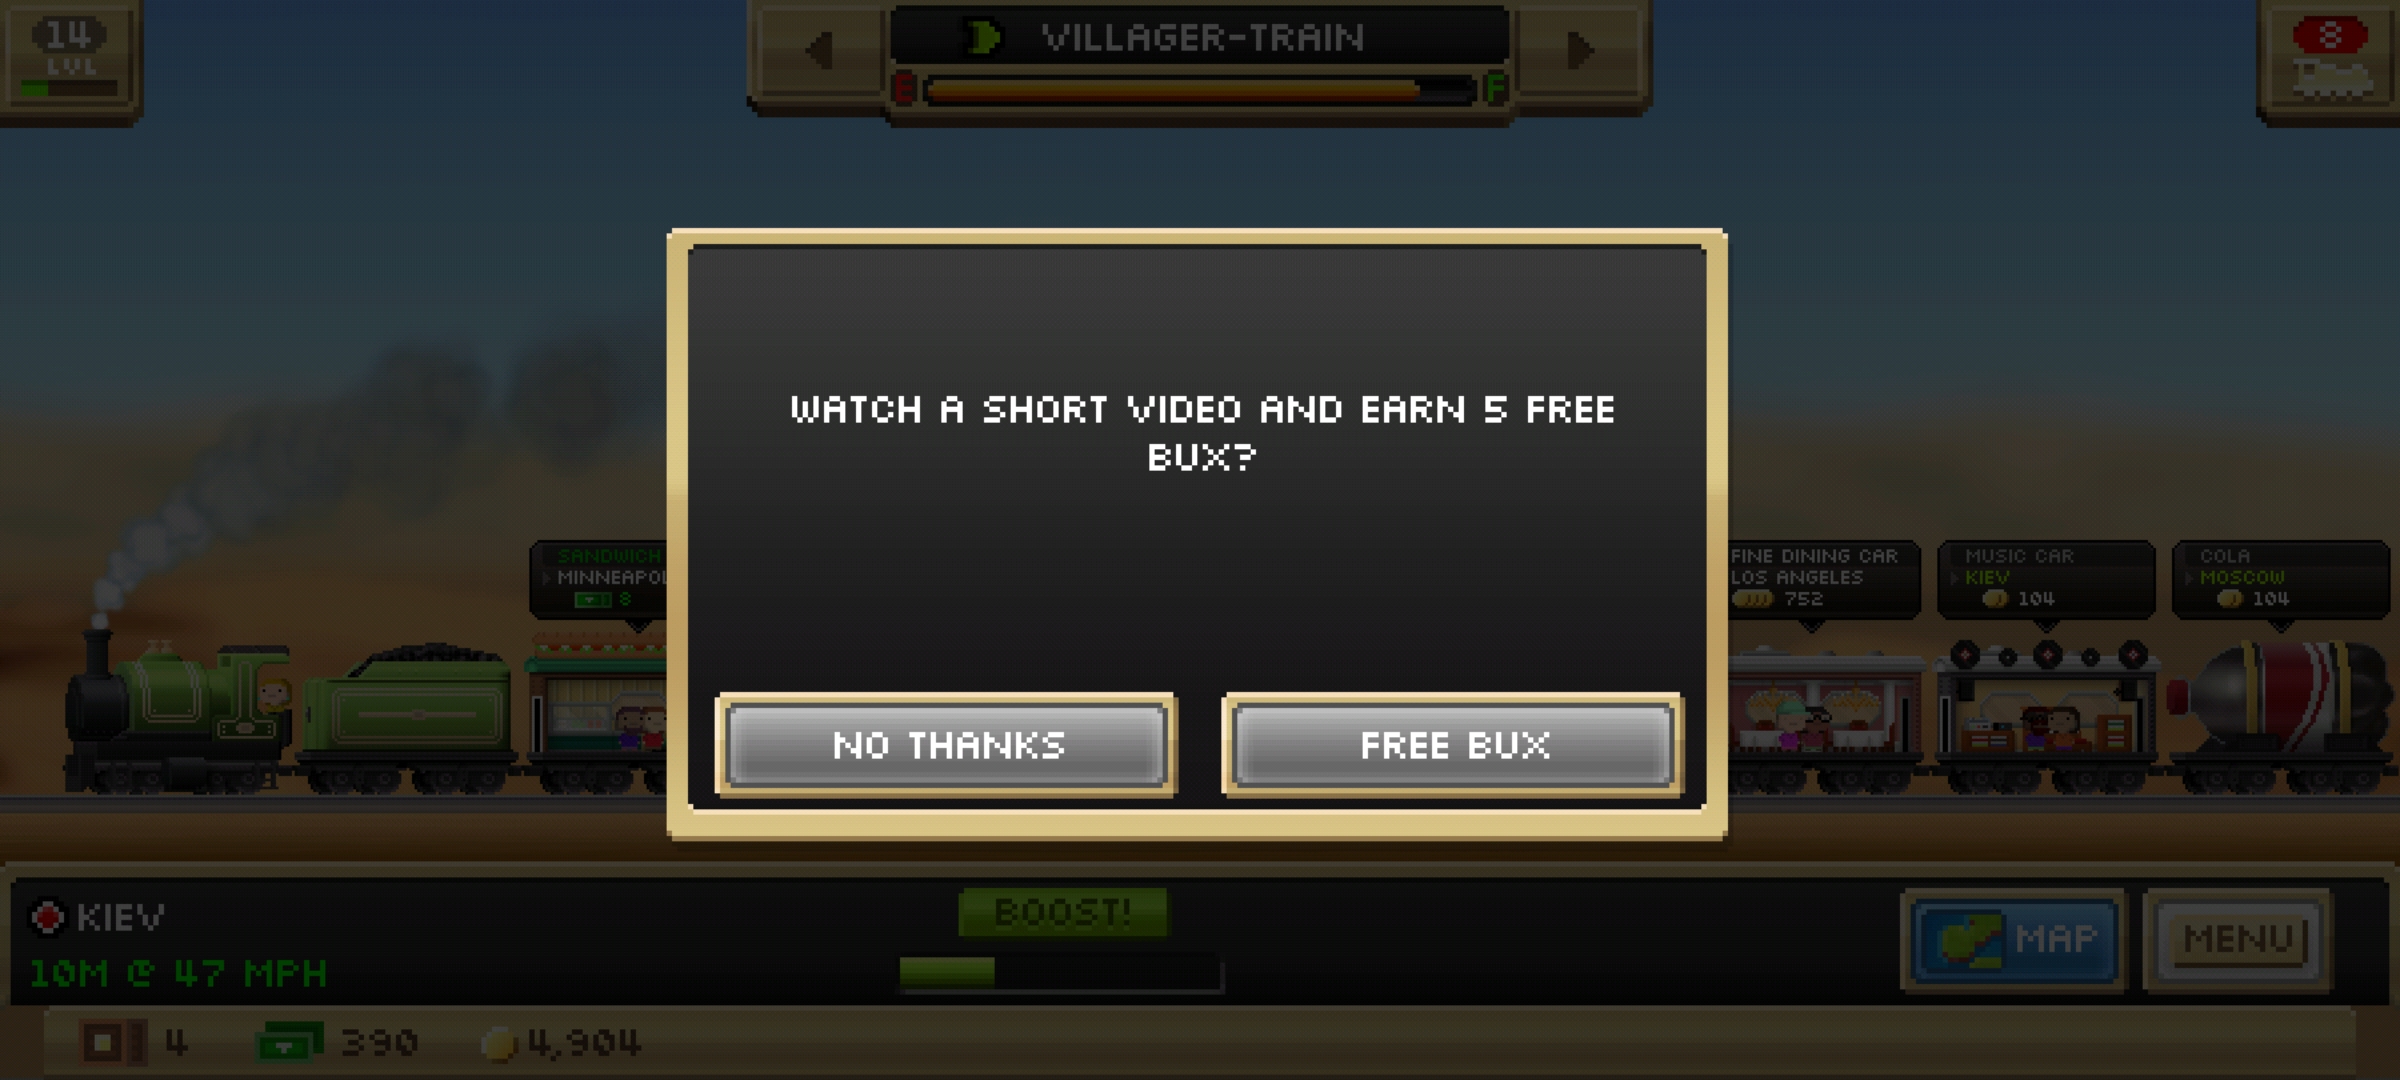 14
LVL
VILLAGER-TRAIN
E
F
8
WATCH A SHORT VIDEO AND EARN 5 FREE
BUX?
NO THANKS
FREE BUX
SANDWICH
8
FINE DINING CAR
LOS ANGELES
752
MUSIC CAR
KIEV
104
COLA
MOSCOW
104
KIEV
10M @ 47 MPH
BOOST!
MAP
MENU
4
390
4,904